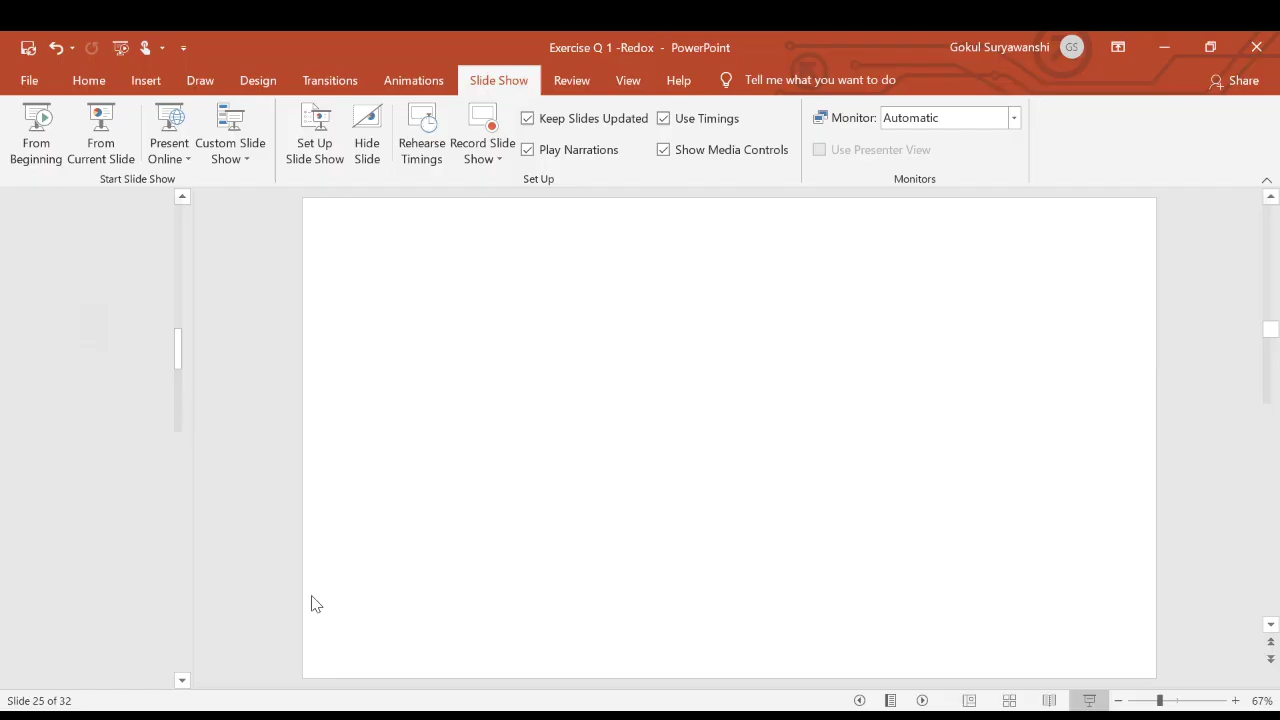 Exercise Q 1 -Redox - PowerPoint
Gokul Suryawanshi GS
File Home Insert Draw Design Transitions Animations Slide Show Review View Help Tell me what you want to do Share
From Beginning
From Current Slide
Present Online
Custom Slide Show
Start Slide Show
Set Up Slide Show
Hide Slide
Rehearse Timings
Record Slide Show
Keep Slides Updated
Play Narrations
Use Timings
Show Media Controls
Set Up
Monitor: Automatic
Use Presenter View
Monitors
Slide 25 of 32
67%